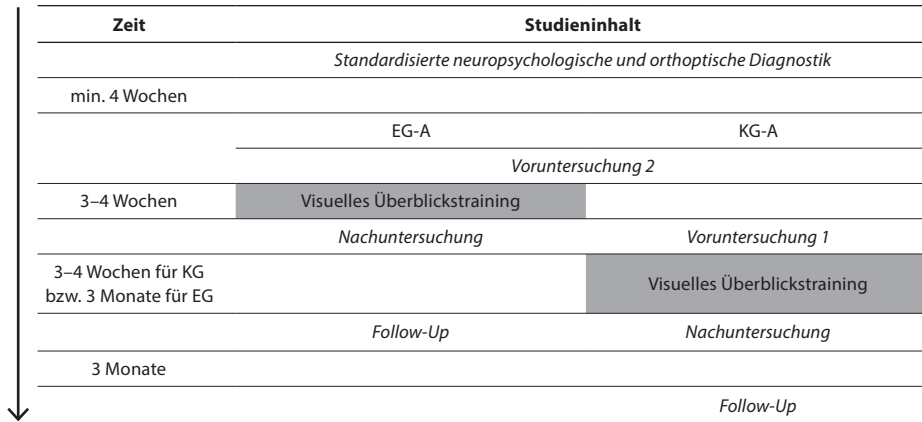 Zeit Studieninhalt
Standardisierte neuropsychologische und orthoptische Diagnostik
min. 4 Wochen
EG-A KG-A
Voruntersuchung 2
3–4 Wochen Visuelles Überblickstraining
Nachuntersuchung Voruntersuchung 1
3–4 Wochen für KG
bzw. 3 Monate für EG
Visuelles Überblickstraining
Follow-Up Nachuntersuchung
3 Monate
Follow-Up